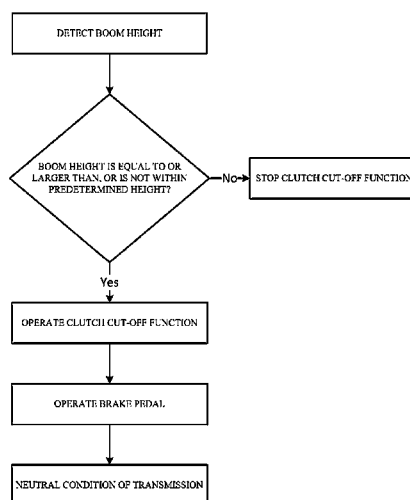 DETECT BOOM HEIGHT
BOOM HEIGHT IS EQUAL TO OR
LARGER THAN, OR IS NOT WITHIN
PREDETERMINED HEIGHT?
No
STOP CLUTCH CUT-OFF FUNCTION
Yes
OPERATE CLUTCH CUT-OFF FUNCTION
OPERATE BRAKE PEDAL
NEUTRAL CONDITION OF TRANSMISSION